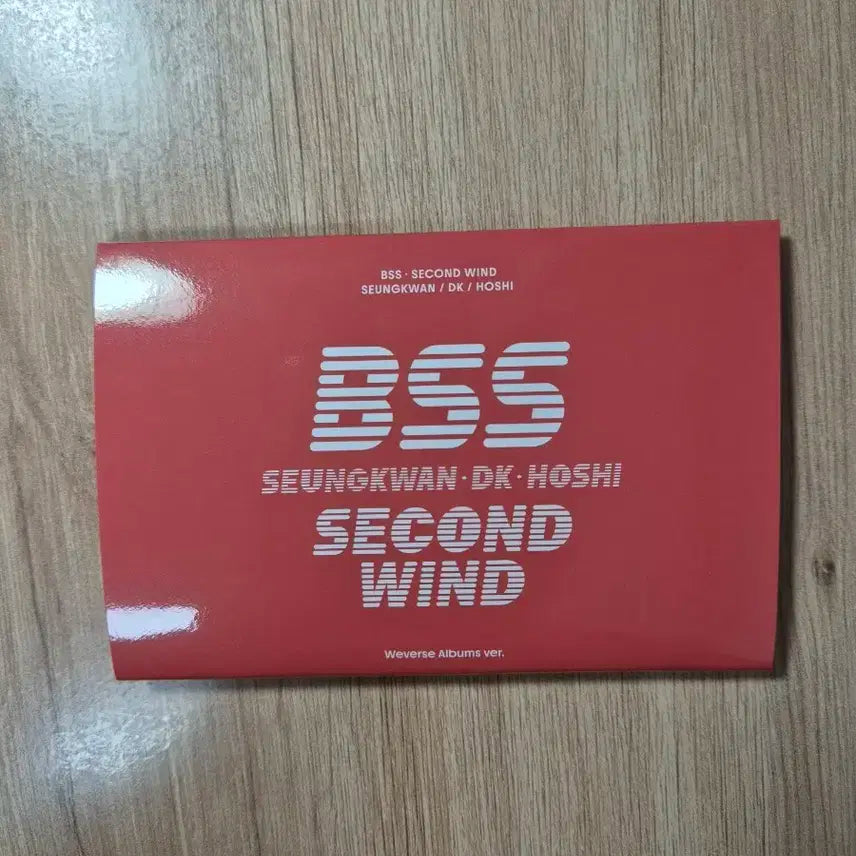 BSS · SECOND WIND
SEUNGKWAN / DK / HOSHI
BSS
SEUNGKWAN · DK · HOSHI
SECOND
WIND
Weverse Albums ver.